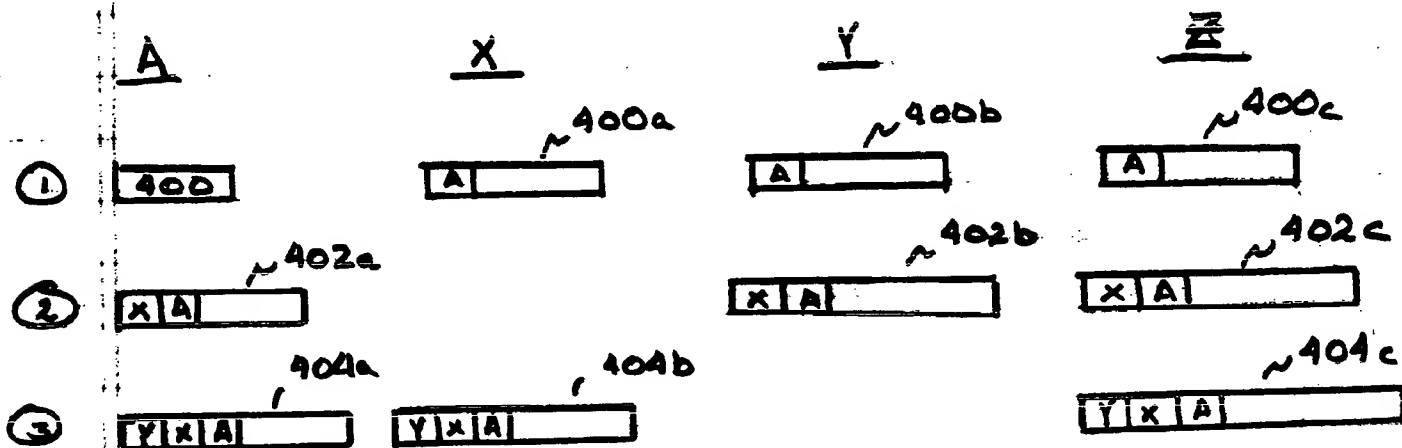 A X Y Z
400a 400b 400c
1 400 A A A
402a 402b 402c
2 X A X A X A
404a 404b 404c
3 Y X A Y X A Y X A